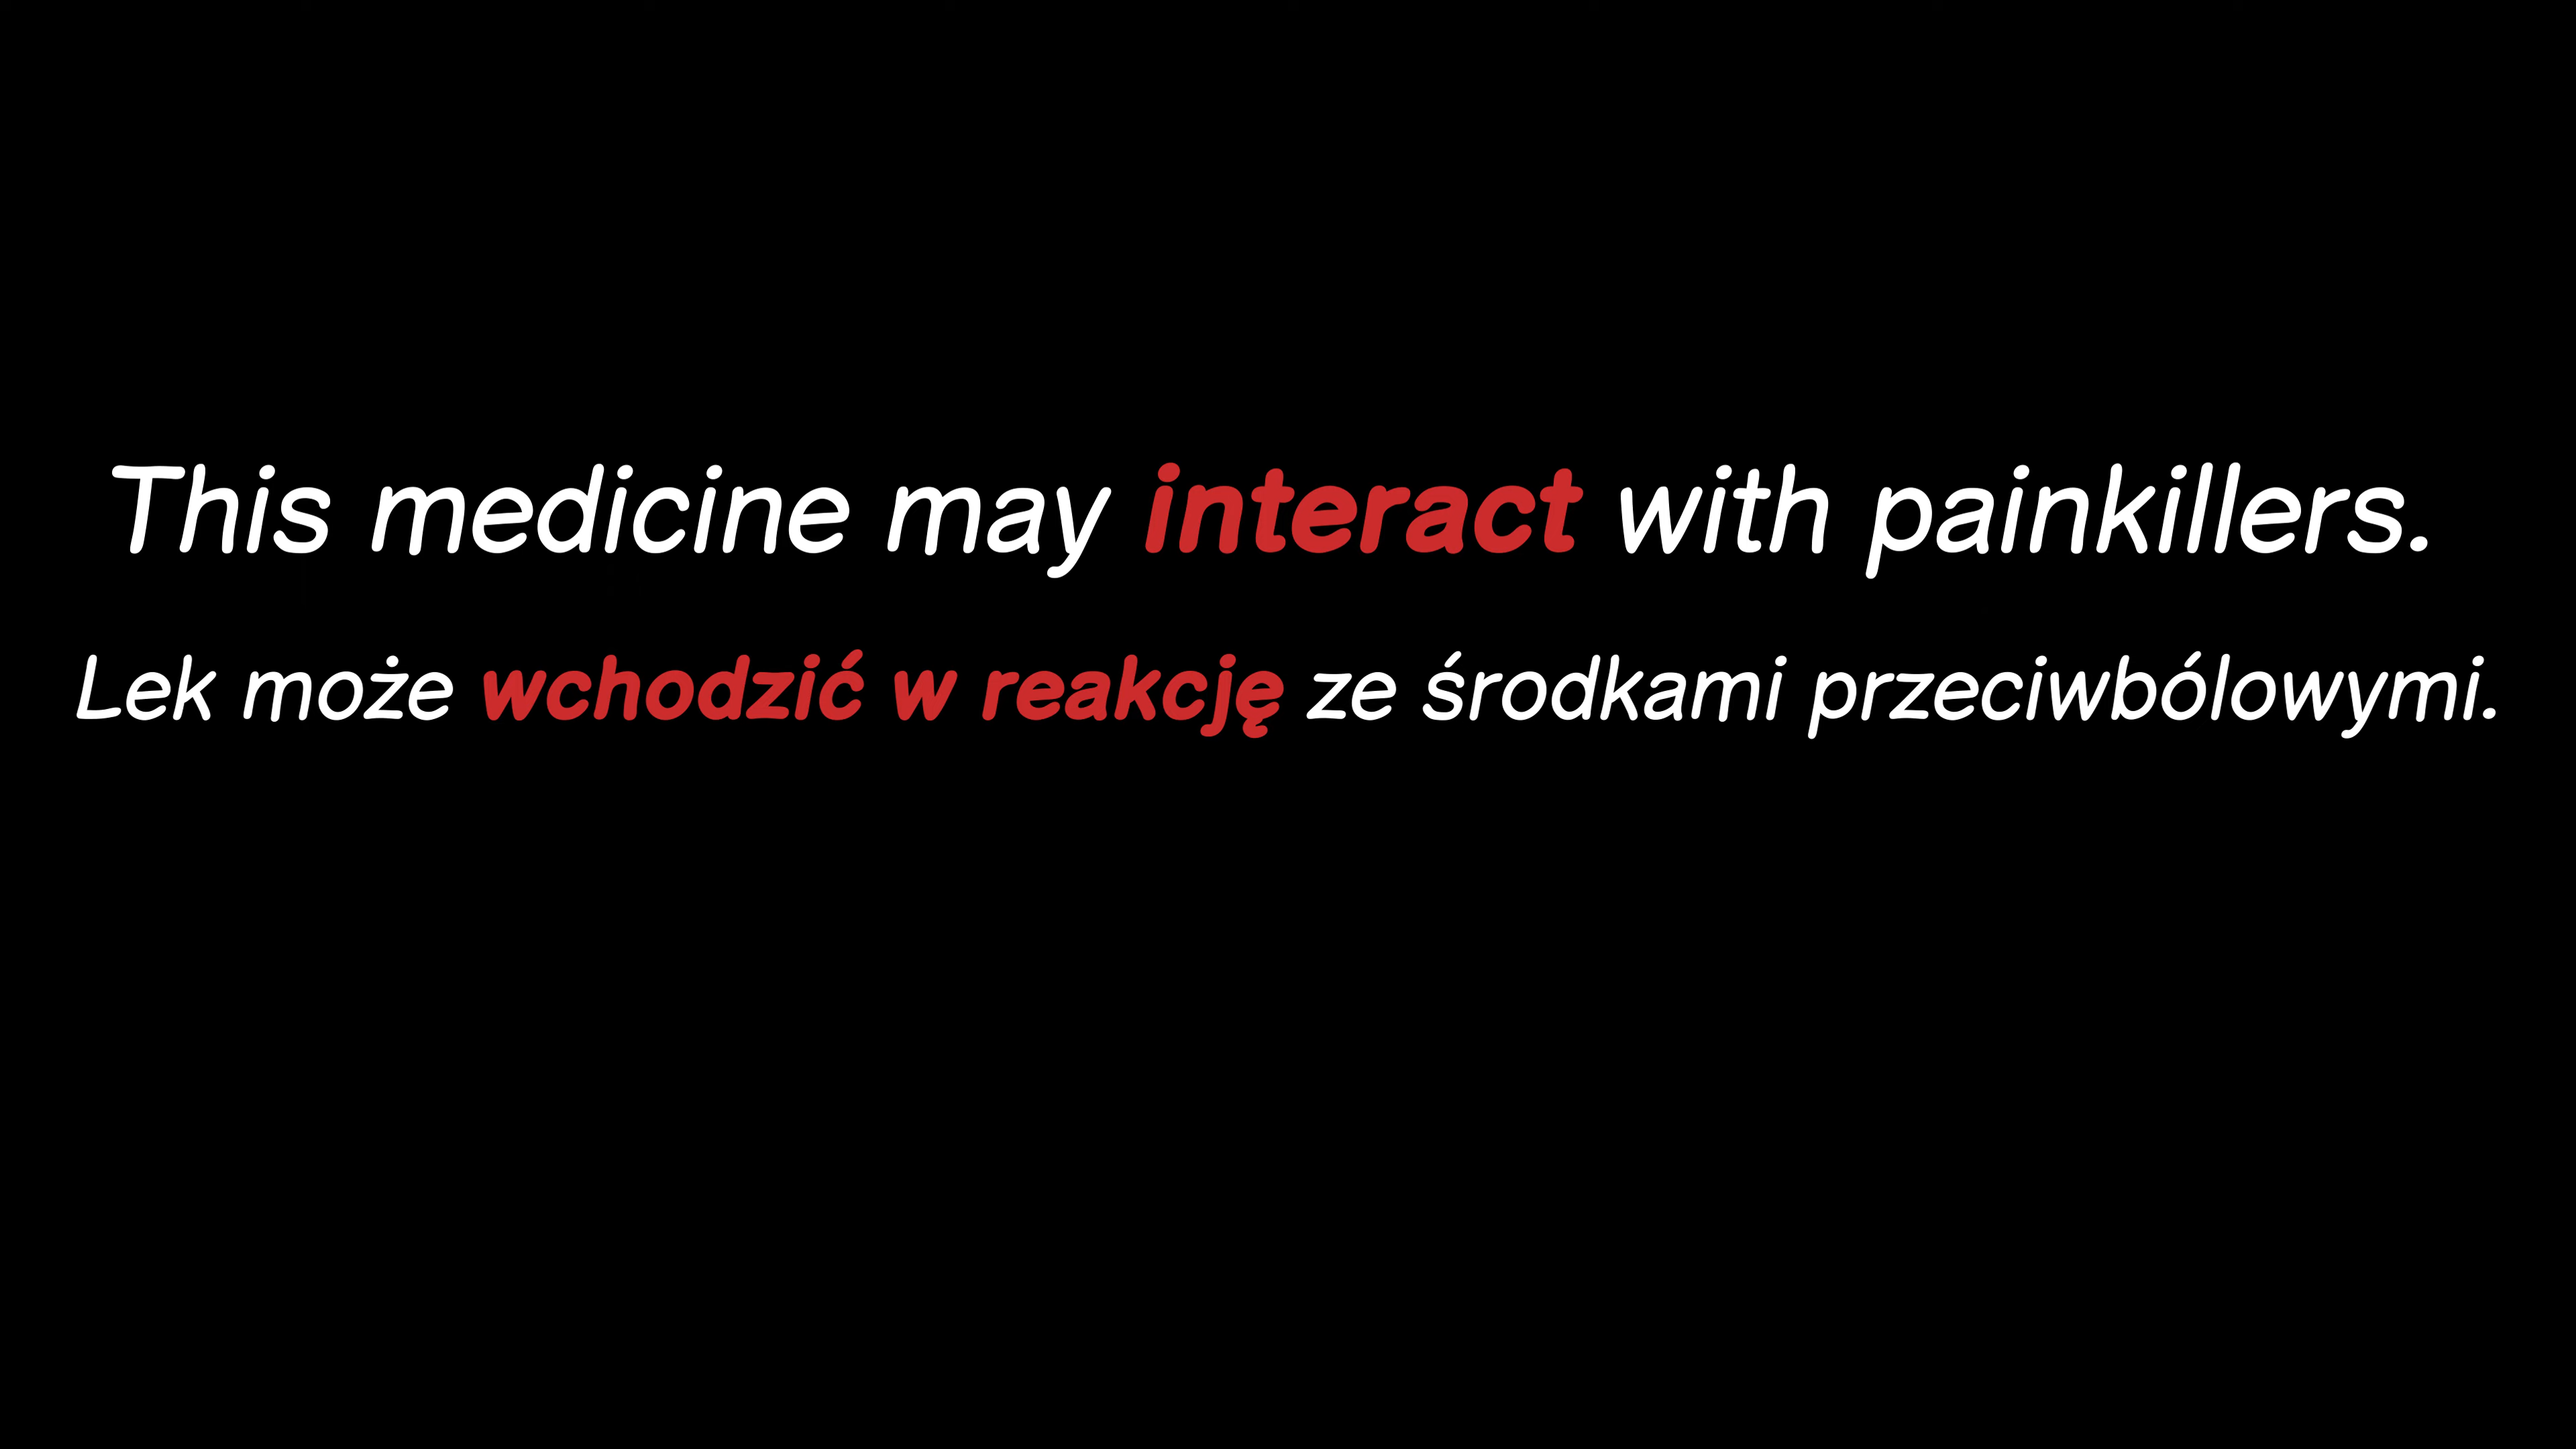 This medicine may interact with painkillers.
Lek może wchodzić w reakcję ze środkami przeciwbólowymi.